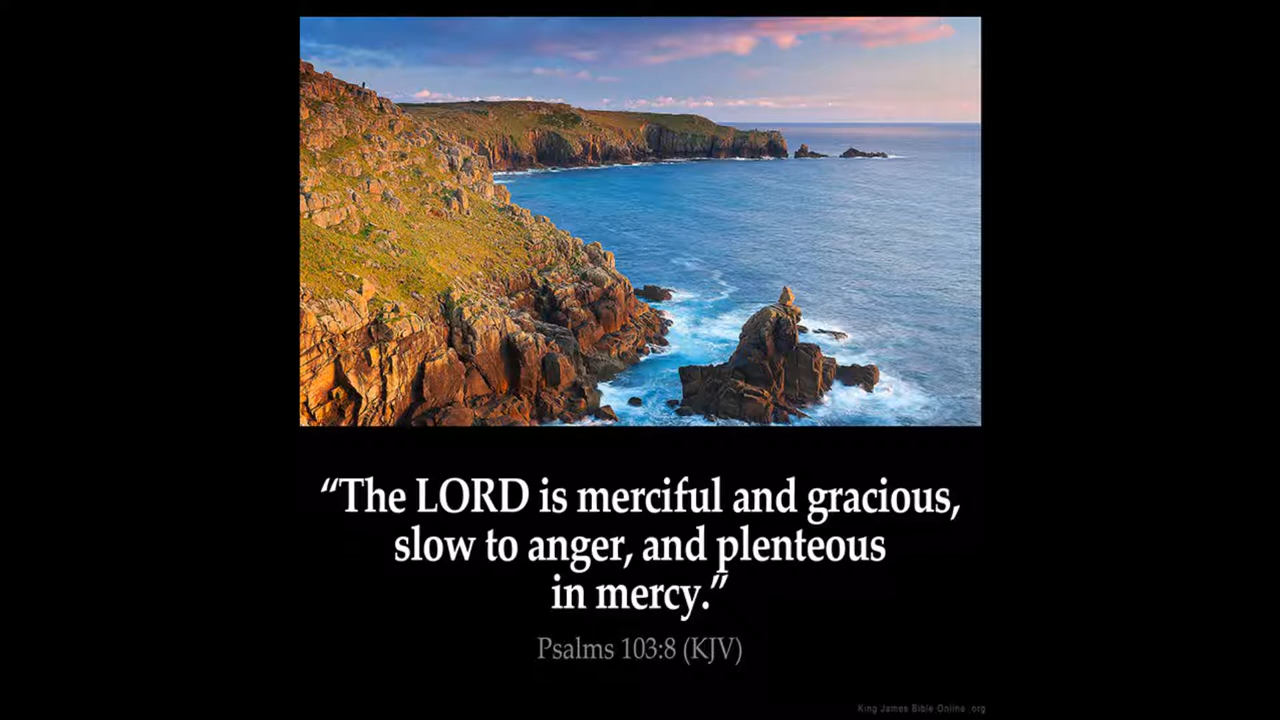 “The LORD is merciful and gracious,
slow to anger, and plenteous
in mercy.”
Psalms 103:8 (KJV)
King James Bible Online .org